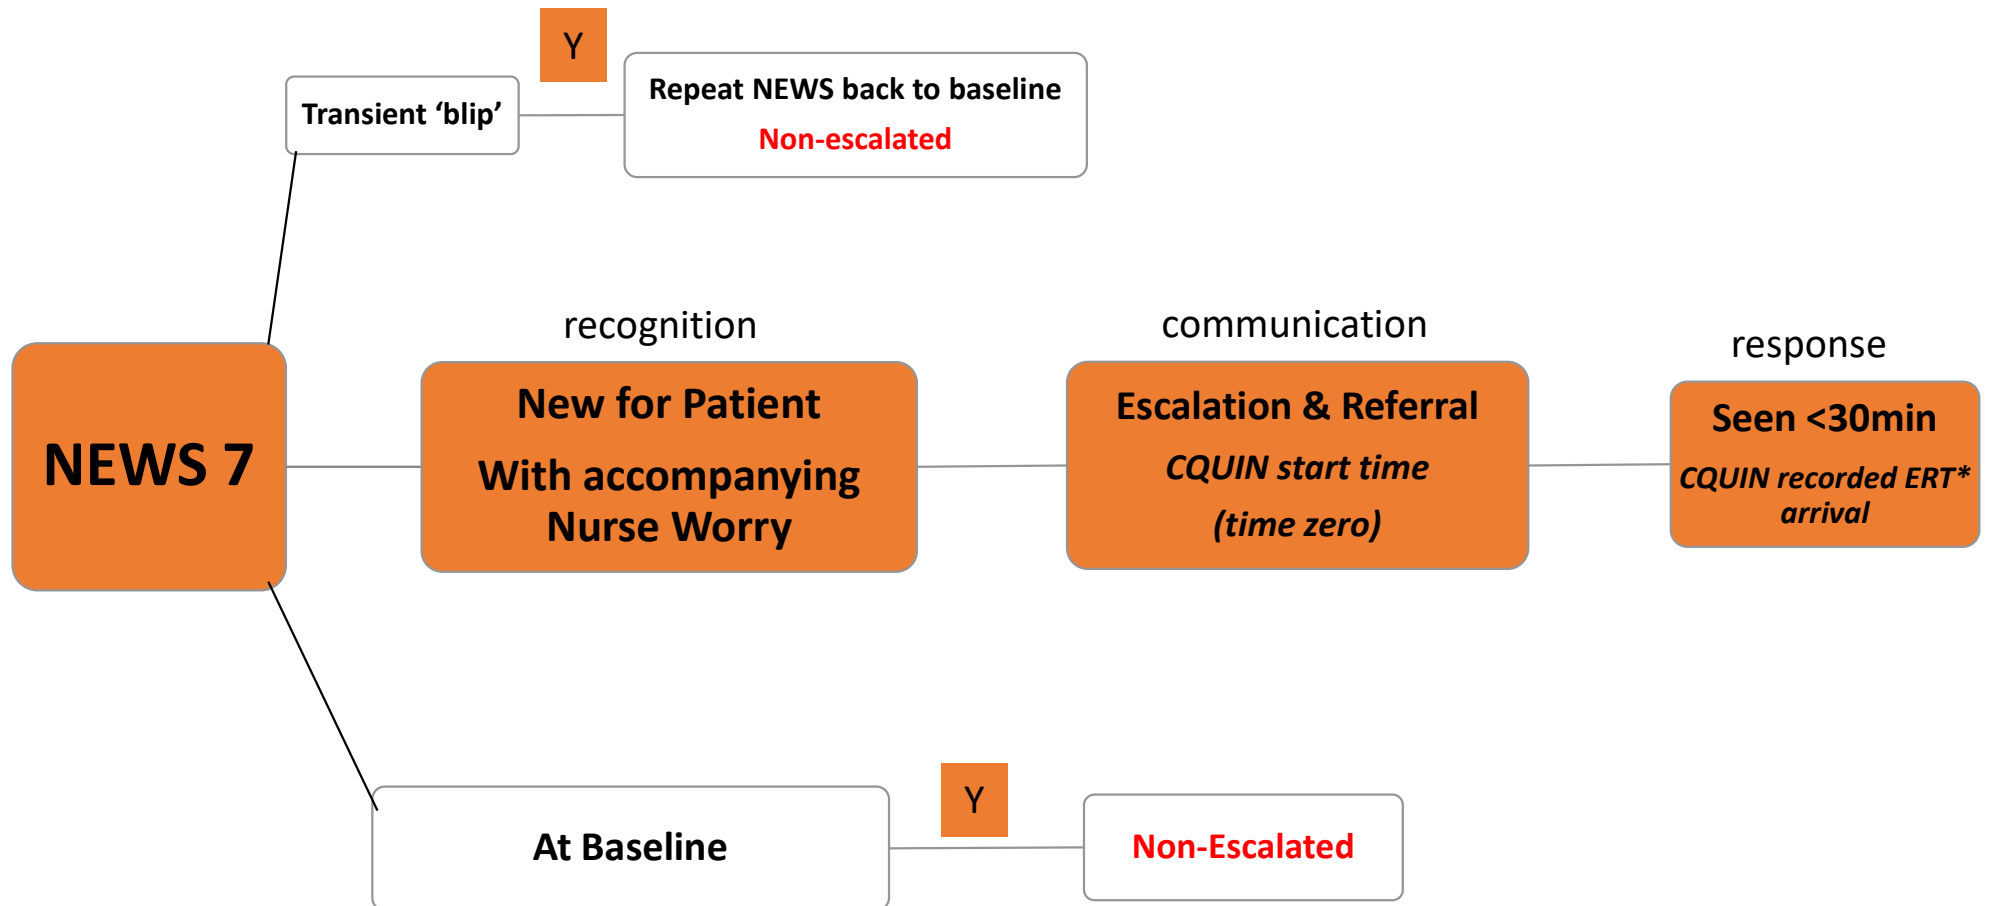 Y
Transient ‘blip’
Repeat NEWS back to baseline
Non-escalated
recognition
communication
response
NEWS 7
New for Patient
With accompanying
Nurse Worry
Escalation & Referral
CQUIN start time
(time zero)
Seen <30min
CQUIN recorded ERT*
arrival
At Baseline
Y
Non-Escalated